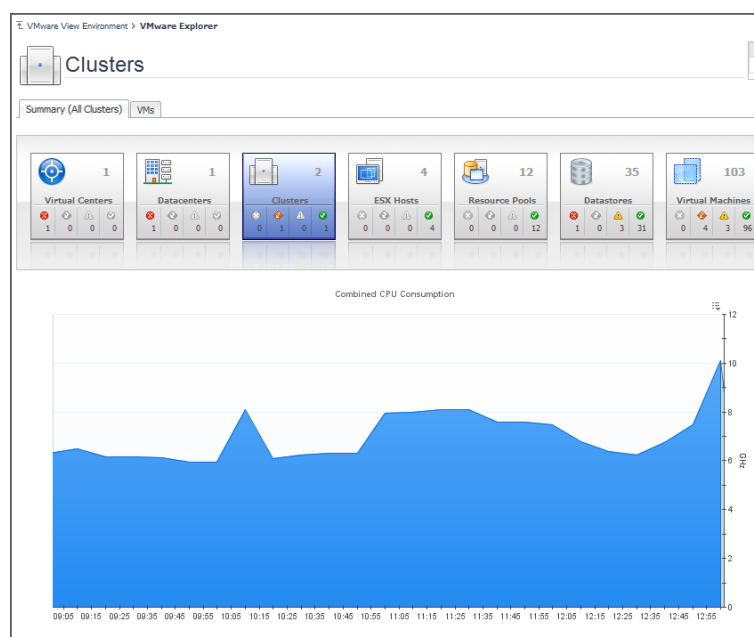 VMware View Environment > VMware Explorer
Clusters
Summary (All Clusters) VMs
1 1 2 4 12 35 103
Virtual Centers Datacenters Clusters ESX Hosts Resource Pools Datastores Virtual Machines
1 0 0 0 1 0 0 0 0 1 0 1 0 0 0 4 0 0 0 12 1 0 3 31 0 4 3 96
Combined CPU Consumption
12
10
8
6
GHz
4
2
0
09:05 09:15 09:25 09:35 09:45 09:55 10:05 10:15 10:25 10:35 10:45 10:55 11:05 11:15 11:25 11:35 11:45 11:55 12:05 12:15 12:25 12:35 12:45 12:55